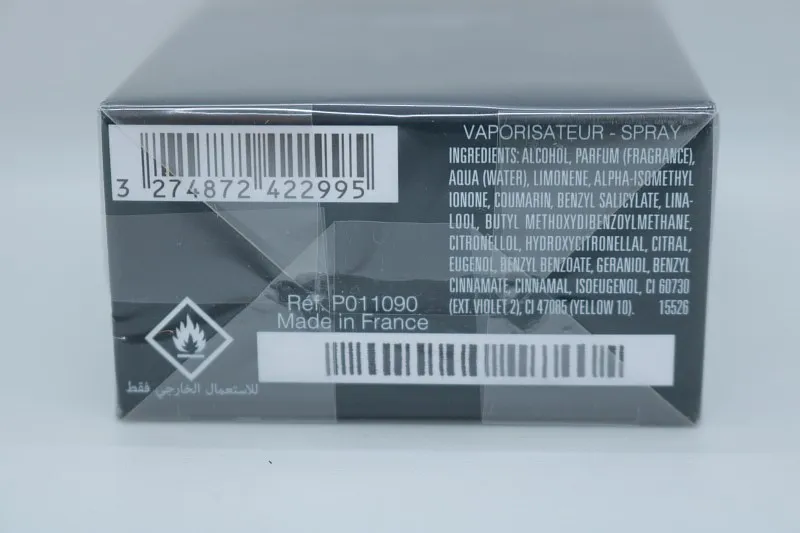 3 274872 422995
VAPORISATEUR - SPRAY
INGREDIENTS: ALCOHOL, PARFUM (FRAGRANCE),
AQUA (WATER), LIMONENE, ALPHA-ISOMETHYL
IONONE, COUMARIN, BENZYL SALICYLATE, LINA-
LOOL, BUTYL METHOXYDIBENZOYLMETHANE,
CITRONELLOL, HYDROXYCITRONELLAL, CITRAL,
EUGENOL, BENZYL BENZOATE, GERANIOL, BENZYL
CINNAMATE, CINNAMAL, ISOEUGENOL, CI 60730
(EXT. VIOLET 2), CI 47005 (YELLOW 10). 15526
Réf. P011090
Made in France
للاستعمال الخارجي فقط